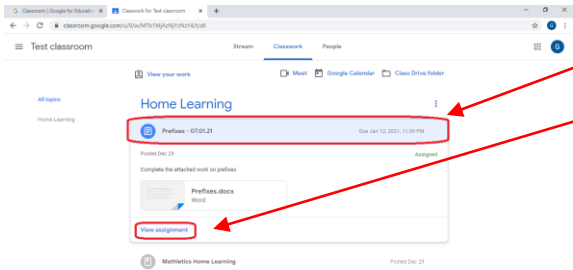 Classroom | Google for Educatio
Classwork for Test classroom
classroom.google.com/u/0/w/MTk1MjAzNjYzNzY4/t/all
G
Test classroom
Stream
Classwork
People
G
View your work
Meet
Google Calendar
Class Drive folder
All topics
Home Learning
Home Learning
Prefixes - 07.01.21
Due Jan 12, 2021, 11:59 PM
Posted Dec 29
Assigned
Complete the attached work on prefixes
Prefixes.docx
Word
View assignment
Mathletics Home Learning
Posted Dec 29